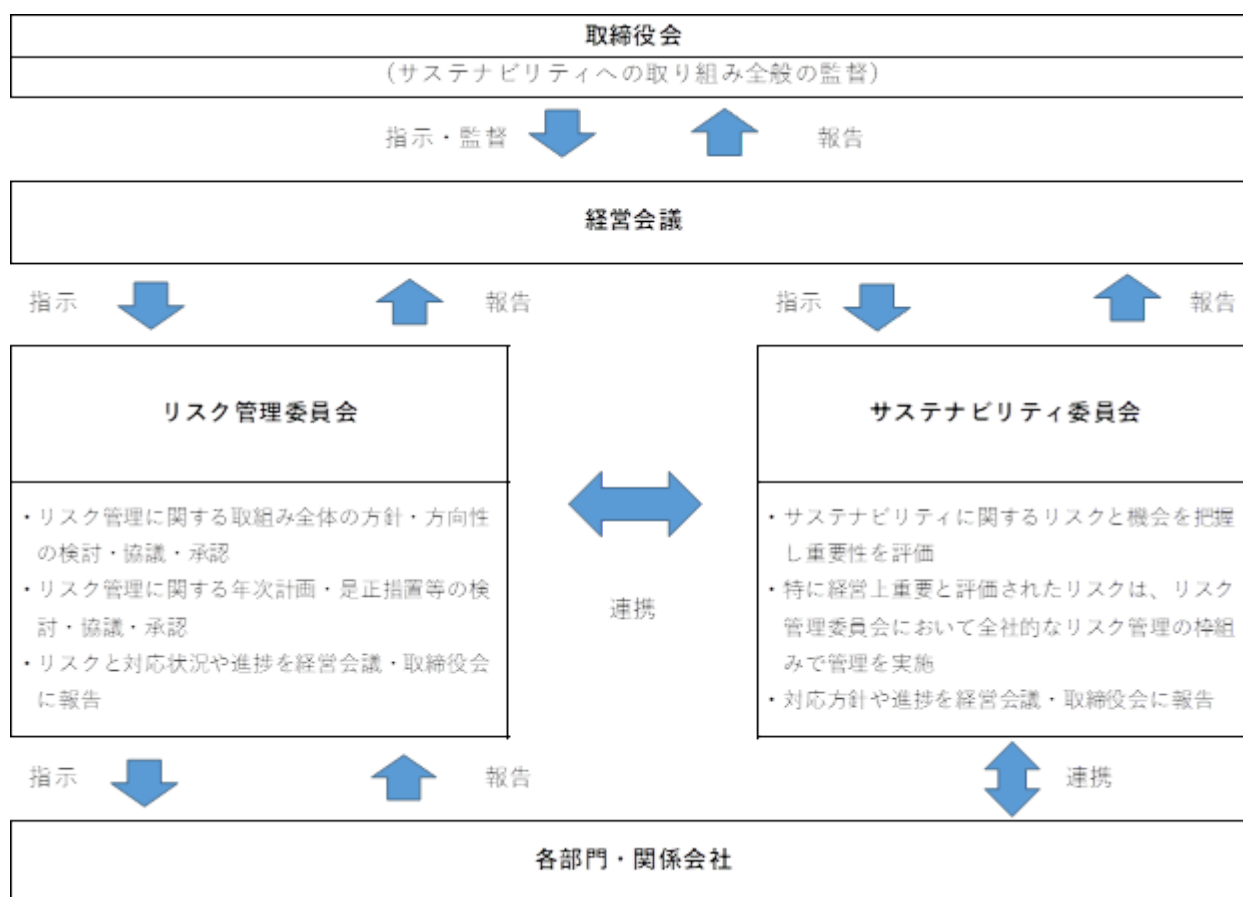 取締役会
(サステナビリティへの取り組み全般の監督)
指示・監督
報告
経営会議
指示
報告
指示
報告
リスク管理委員会
・リスク管理に関する取組み全体の方針・方向性
の検討・協議・承認
・リスク管理に関する年次計画・是正措置等の検
討・協議・承認
・リスクと対応状況や進捗を経営会議・取締役会
に報告
連携
サステナビリティ委員会
・サステナビリティに関するリスクと機会を把握
し重要性を評価
・特に経営上重要と評価されたリスクは、リスク
管理委員会において全社的なリスク管理の枠組
みで管理を実施
・対応方針や進捗を経営会議・取締役会に報告
指示
報告
連携
各部門・関係会社